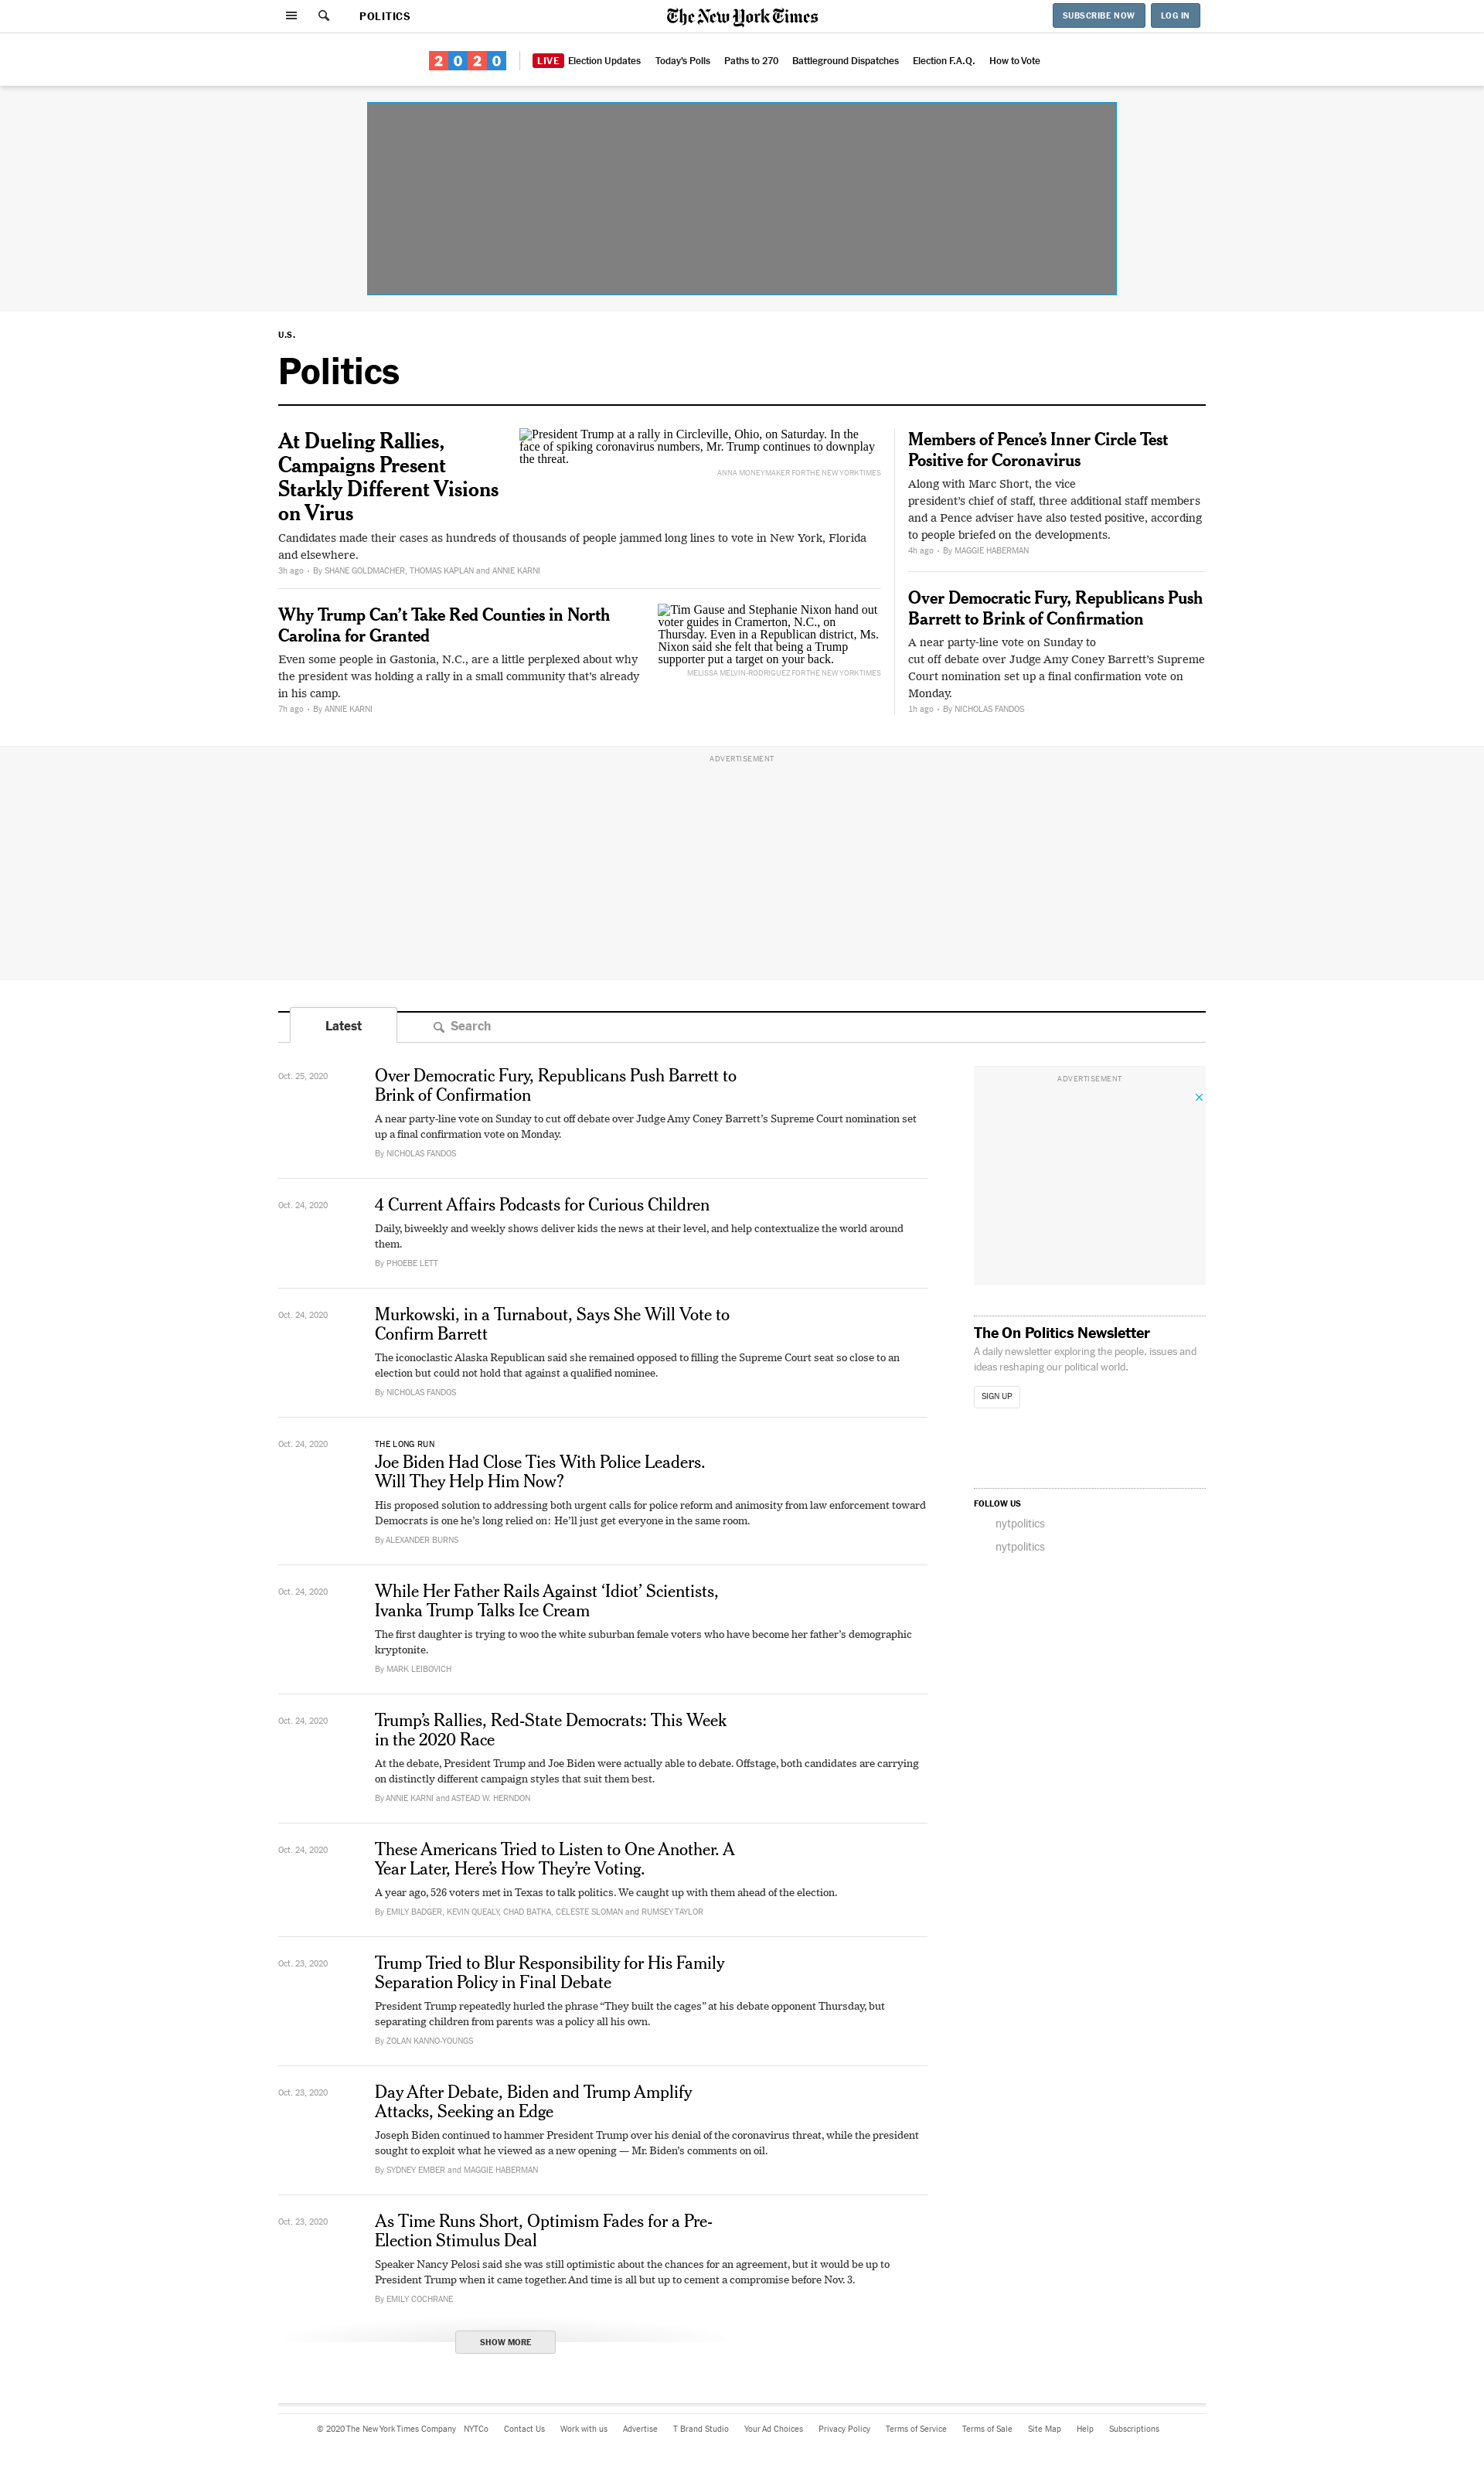 POLITICS
The New York Times
SUBSCRIBE NOW
LOG IN
2020
LIVE Election Updates
Today's Polls
Paths to 270
Battleground Dispatches
Election F.A.Q.
How to Vote
U.S.
Politics
At Dueling Rallies,
Campaigns Present
Starkly Different Visions
on Virus
President Trump at a rally in Circleville, Ohio, on Saturday. In the
face of spiking coronavirus numbers, Mr. Trump continues to downplay
the threat.
ANNA MONEYMAKER FOR THE NEW YORK TIMES
Candidates made their cases as hundreds of thousands of people jammed long lines to vote in New York, Florida
and elsewhere.
3h ago • By SHANE GOLDMACHER, THOMAS KAPLAN and ANNIE KARNI
Why Trump Can’t Take Red Counties in North
Carolina for Granted
Even some people in Gastonia, N.C., are a little perplexed about why
the president was holding a rally in a small community that’s already
in his camp.
7h ago • By ANNIE KARNI
Tim Gause and Stephanie Nixon hand out
voter guides in Cramerton, N.C., on
Thursday. Even in a Republican district, Ms.
Nixon said she felt that being a Trump
supporter put a target on your back.
MELISSA MELVIN-RODRIGUEZ FOR THE NEW YORK TIMES
Members of Pence’s Inner Circle Test
Positive for Coronavirus
Along with Marc Short, the vice
president’s chief of staff, three additional staff members
and a Pence adviser have also tested positive, according
to people briefed on the developments.
4h ago • By MAGGIE HABERMAN
Over Democratic Fury, Republicans Push
Barrett to Brink of Confirmation
A near party-line vote on Sunday to
cut off debate over Judge Amy Coney Barrett’s Supreme
Court nomination set up a final confirmation vote on
Monday.
1h ago • By NICHOLAS FANDOS
ADVERTISEMENT
Latest
Search
Oct. 25, 2020
Over Democratic Fury, Republicans Push Barrett to
Brink of Confirmation
A near party-line vote on Sunday to cut off debate over Judge Amy Coney Barrett’s Supreme Court nomination set
up a final confirmation vote on Monday.
By NICHOLAS FANDOS
Oct. 24, 2020
4 Current Affairs Podcasts for Curious Children
Daily, biweekly and weekly shows deliver kids the news at their level, and help contextualize the world around
them.
By PHOEBE LETT
Oct. 24, 2020
Murkowski, in a Turnabout, Says She Will Vote to
Confirm Barrett
The iconoclastic Alaska Republican said she remained opposed to filling the Supreme Court seat so close to an
election but could not hold that against a qualified nominee.
By NICHOLAS FANDOS
Oct. 24, 2020
THE LONG RUN
Joe Biden Had Close Ties With Police Leaders.
Will They Help Him Now?
His proposed solution to addressing both urgent calls for police reform and animosity from law enforcement toward
Democrats is one he’s long relied on: He’ll just get everyone in the same room.
By ALEXANDER BURNS
Oct. 24, 2020
While Her Father Rails Against ‘Idiot’ Scientists,
Ivanka Trump Talks Ice Cream
The first daughter is trying to woo the white suburban female voters who have become her father’s demographic
kryptonite.
By MARK LEIBOVICH
Oct. 24, 2020
Trump’s Rallies, Red-State Democrats: This Week
in the 2020 Race
At the debate, President Trump and Joe Biden were actually able to debate. Offstage, both candidates are carrying
on distinctly different campaign styles that suit them best.
By ANNIE KARNI and ASTEAD W. HERNDON
Oct. 24, 2020
These Americans Tried to Listen to One Another. A
Year Later, Here’s How They’re Voting.
A year ago, 526 voters met in Texas to talk politics. We caught up with them ahead of the election.
By EMILY BADGER, KEVIN QUEALY, CHAD BATKA, CELESTE SLOMAN and RUMSEY TAYLOR
Oct. 23, 2020
Trump Tried to Blur Responsibility for His Family
Separation Policy in Final Debate
President Trump repeatedly hurled the phrase “They built the cages” at his debate opponent Thursday, but
separating children from parents was a policy all his own.
By ZOLAN KANNO-YOUNGS
Oct. 23, 2020
Day After Debate, Biden and Trump Amplify
Attacks, Seeking an Edge
Joseph Biden continued to hammer President Trump over his denial of the coronavirus threat, while the president
sought to exploit what he viewed as a new opening — Mr. Biden’s comments on oil.
By SYDNEY EMBER and MAGGIE HABERMAN
Oct. 23, 2020
As Time Runs Short, Optimism Fades for a Pre-
Election Stimulus Deal
Speaker Nancy Pelosi said she was still optimistic about the chances for an agreement, but it would be up to
President Trump when it came together. And time is all but up to cement a compromise before Nov. 3.
By EMILY COCHRANE
SHOW MORE
ADVERTISEMENT
The On Politics Newsletter
A daily newsletter exploring the people, issues and
ideas reshaping our political world.
SIGN UP
FOLLOW US
nytpolitics
nytpolitics
© 2020 The New York Times Company
NYTCo
Contact Us
Work with us
Advertise
T Brand Studio
Your Ad Choices
Privacy Policy
Terms of Service
Terms of Sale
Site Map
Help
Subscriptions